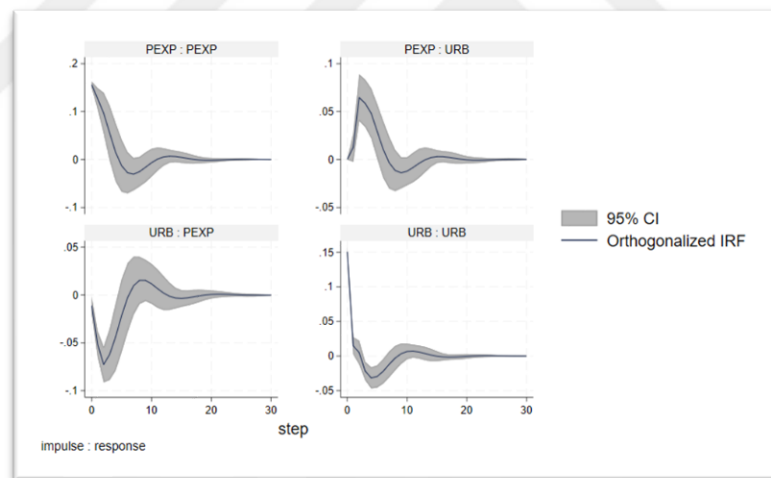 PEXP : PEXP
PEXP : URB
.2
.1
0
-.1
.1
.05
0
-.05
URB : PEXP
URB : URB
.05
0
-.05
-.1
.15
.1
.05
0
-.05
0 10 20 30
0 10 20 30
95% CI
Orthogonalized IRF
step
impulse : response